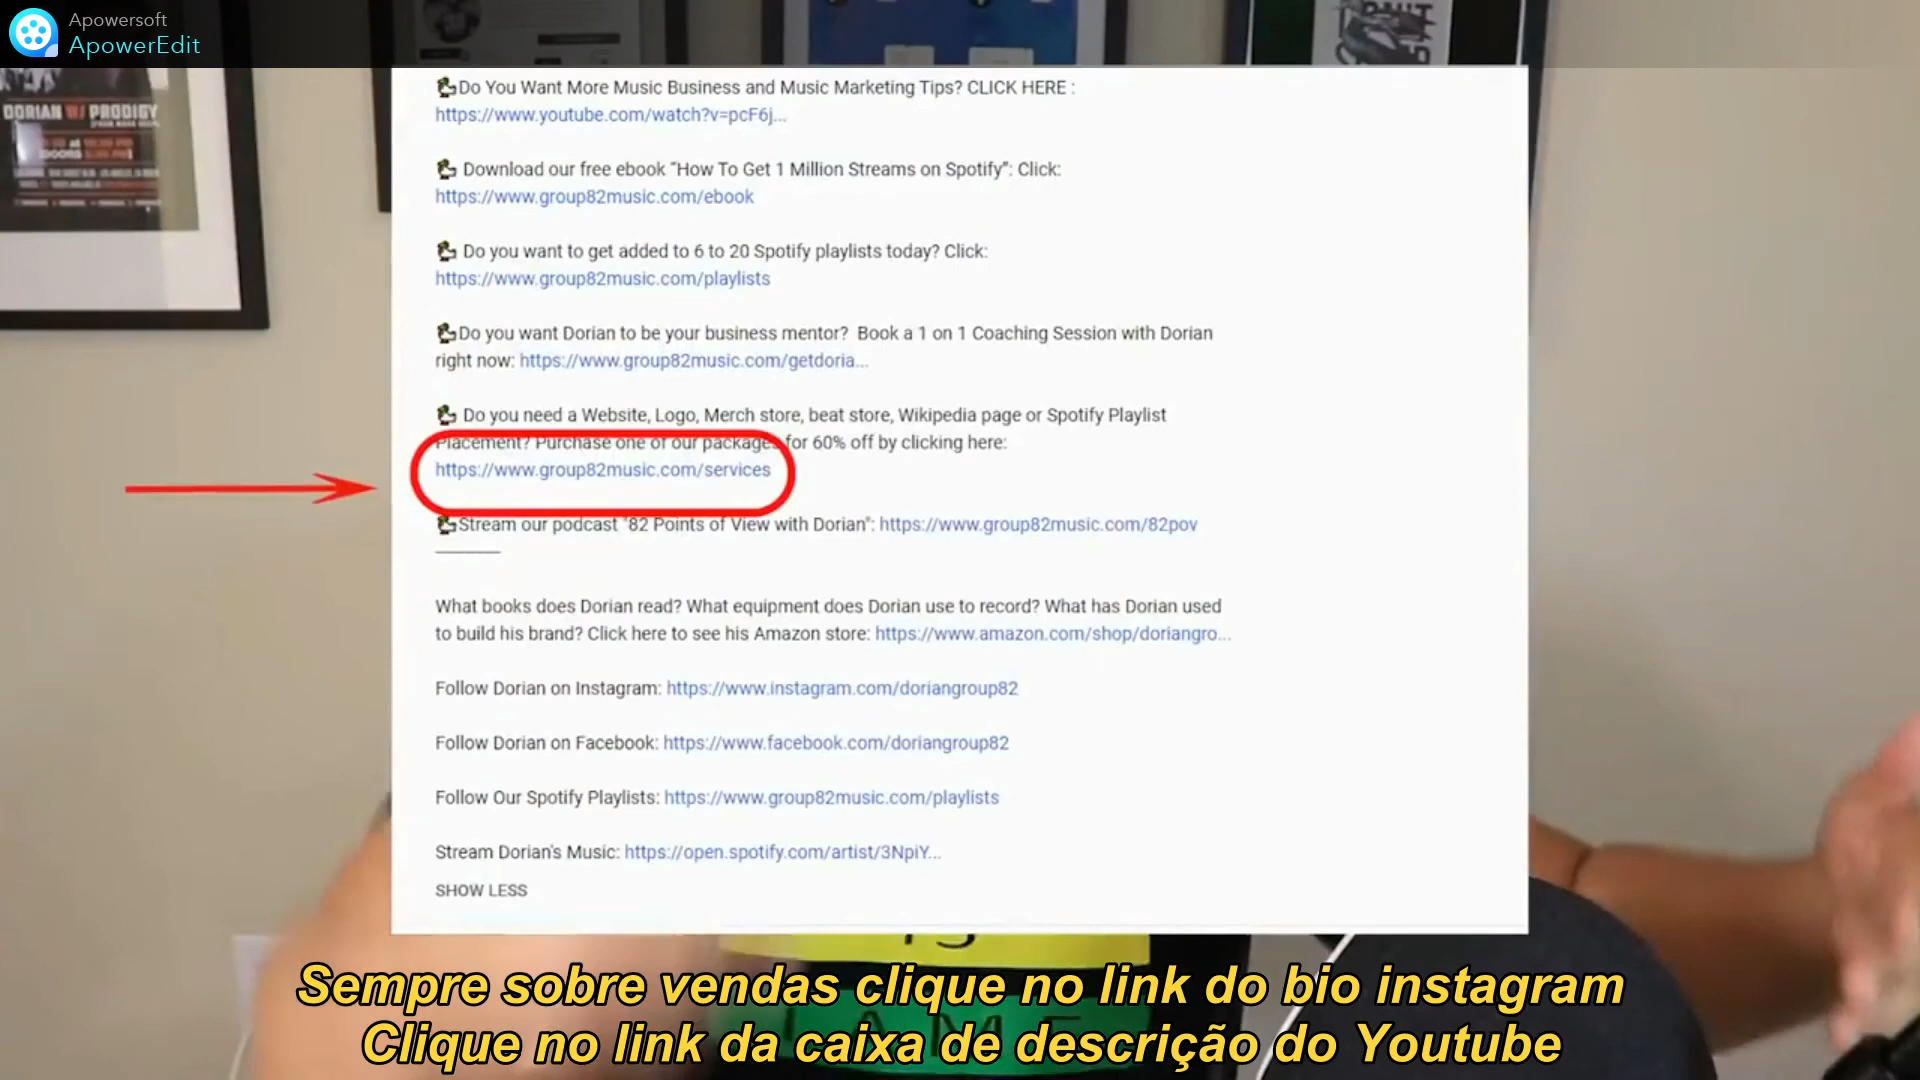 Apowersoft
ApowerEdit
DORIAN W/ PRODIGY
Do You Want More Music Business and Music Marketing Tips? CLICK HERE :
https://www.youtube.com/watch?v=pcF6j...
Download our free ebook “How To Get 1 Million Streams on Spotify”: Click:
https://www.group82music.com/ebook
Do you want to get added to 6 to 20 Spotify playlists today? Click:
https://www.group82music.com/playlists
Do you want Dorian to be your business mentor?  Book a 1 on 1 Coaching Session with Dorian
right now: https://www.group82music.com/getdoria...
Do you need a Website, Logo, Merch store, beat store, Wikipedia page or Spotify Playlist
Placement? Purchase one of our packages for 60% off by clicking here:
https://www.group82music.com/services
Stream our podcast "82 Points of View with Dorian": https://www.group82music.com/82pov
What books does Dorian read? What equipment does Dorian use to record? What has Dorian used
to build his brand? Click here to see his Amazon store: https://www.amazon.com/shop/doriangro...
Follow Dorian on Instagram: https://www.instagram.com/doriangroup82
Follow Dorian on Facebook: https://www.facebook.com/doriangroup82
Follow Our Spotify Playlists: https://www.group82music.com/playlists
Stream Dorian's Music: https://open.spotify.com/artist/3NpiY...
SHOW LESS
Sempre sobre vendas clique no link do bio instagram
Clique no link da caixa de descrição do Youtube